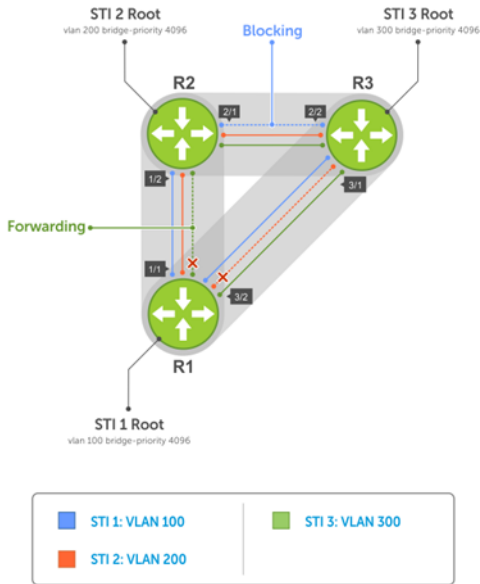 STI 2 Root
vlan 200 bridge-priority 4096
STI 3 Root
vlan 300 bridge-priority 4096
Blocking
R2
R3
2/1
2/2
1/2
3/1
Forwarding
1/1
3/2
R1
STI 1 Root
vlan 100 bridge-priority 4096
STI 1: VLAN 100
STI 3: VLAN 300
STI 2: VLAN 200